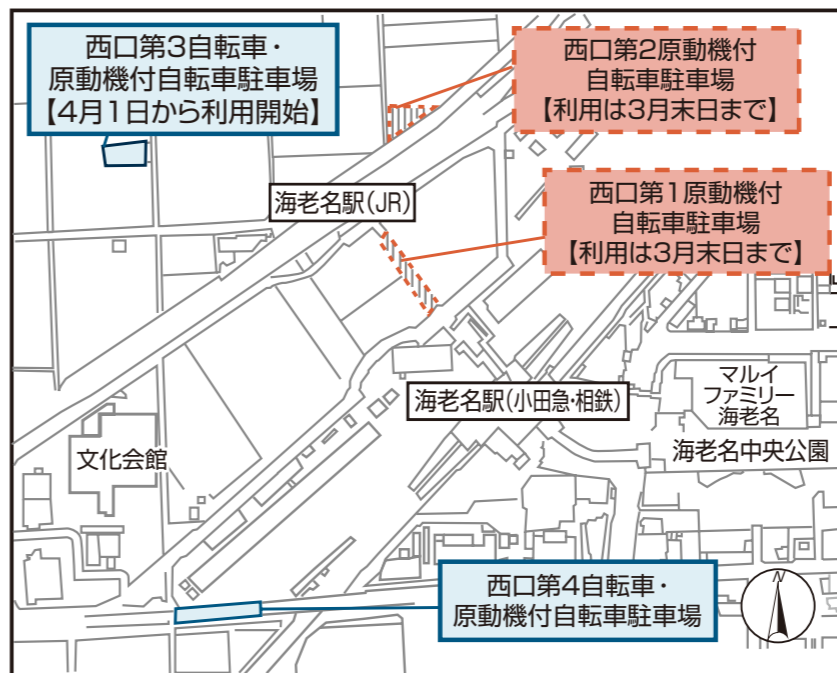 西口第3自転車・
原動機付自転車駐車場
【4月1日から利用開始】
西口第2原動機付
自転車駐車場
【利用は3月末日まで】
海老名駅(JR)
西口第1原動機付
自転車駐車場
【利用は3月末日まで】
マルイ
ファミリー
海老名
海老名駅(小田急・相鉄)
海老名中央公園
文化会館
西口第4自転車・
原動機付自転車駐車場
N